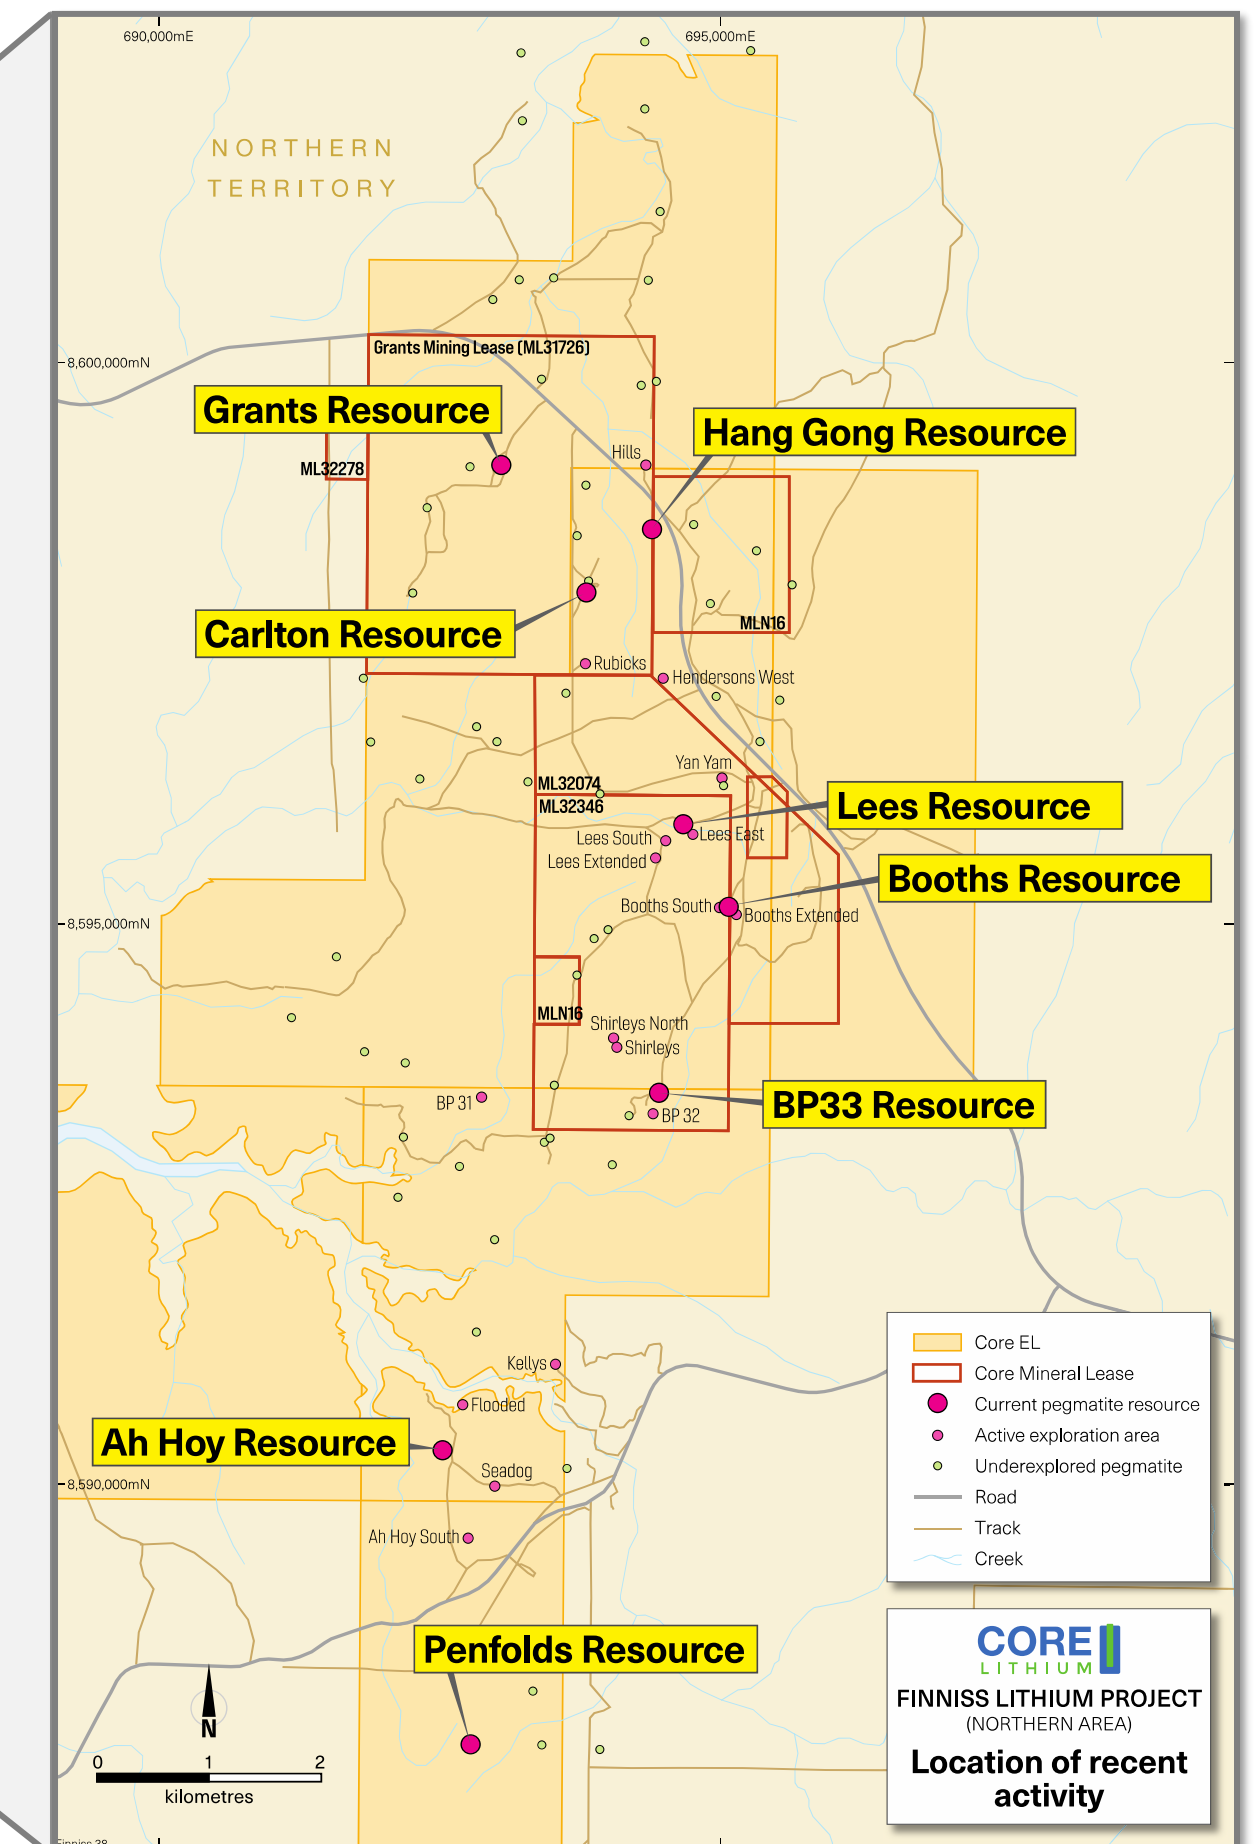 690,000mE
695,000mE
NORTHERN
TERRITORY
8,600,000mN
Grants Mining Lease (ML31726)
Grants Resource
Hang Gong Resource
Hills
ML32278
Carlton Resource
MLN16
Rubicks
Hendersons West
Yan Yam
ML32074
ML32346
Lees Resource
Lees South
Lees East
Lees Extended
Booths Resource
Booths South
Booths Extended
8,595,000mN
MLN16
Shirleys North
Shirleys
BP 31
BP33 Resource
BP 32
Kellys
Flooded
Ah Hoy Resource
Seadog
8,590,000mN
Ah Hoy South
Penfolds Resource
N
0 1 2
kilometres
Core EL
Core Mineral Lease
Current pegmatite resource
Active exploration area
Underexplored pegmatite
Road
Track
Creek
CORE
LITHIUM
FINNISS LITHIUM PROJECT
(NORTHERN AREA)
Location of recent
activity